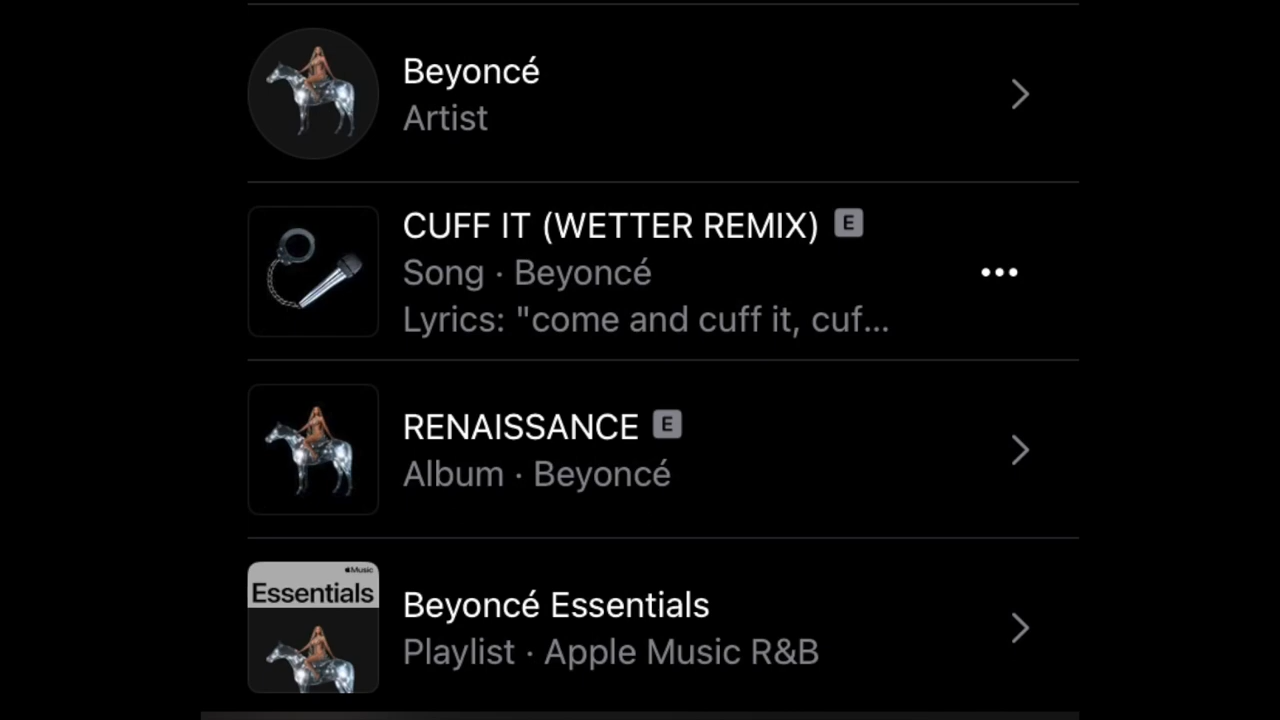 Beyoncé
Artist
CUFF IT (WETTER REMIX) E
Song · Beyoncé
Lyrics: "come and cuff it, cuf...
RENAISSANCE E
Album · Beyoncé
Music
Essentials
Beyoncé Essentials
Playlist · Apple Music R&B